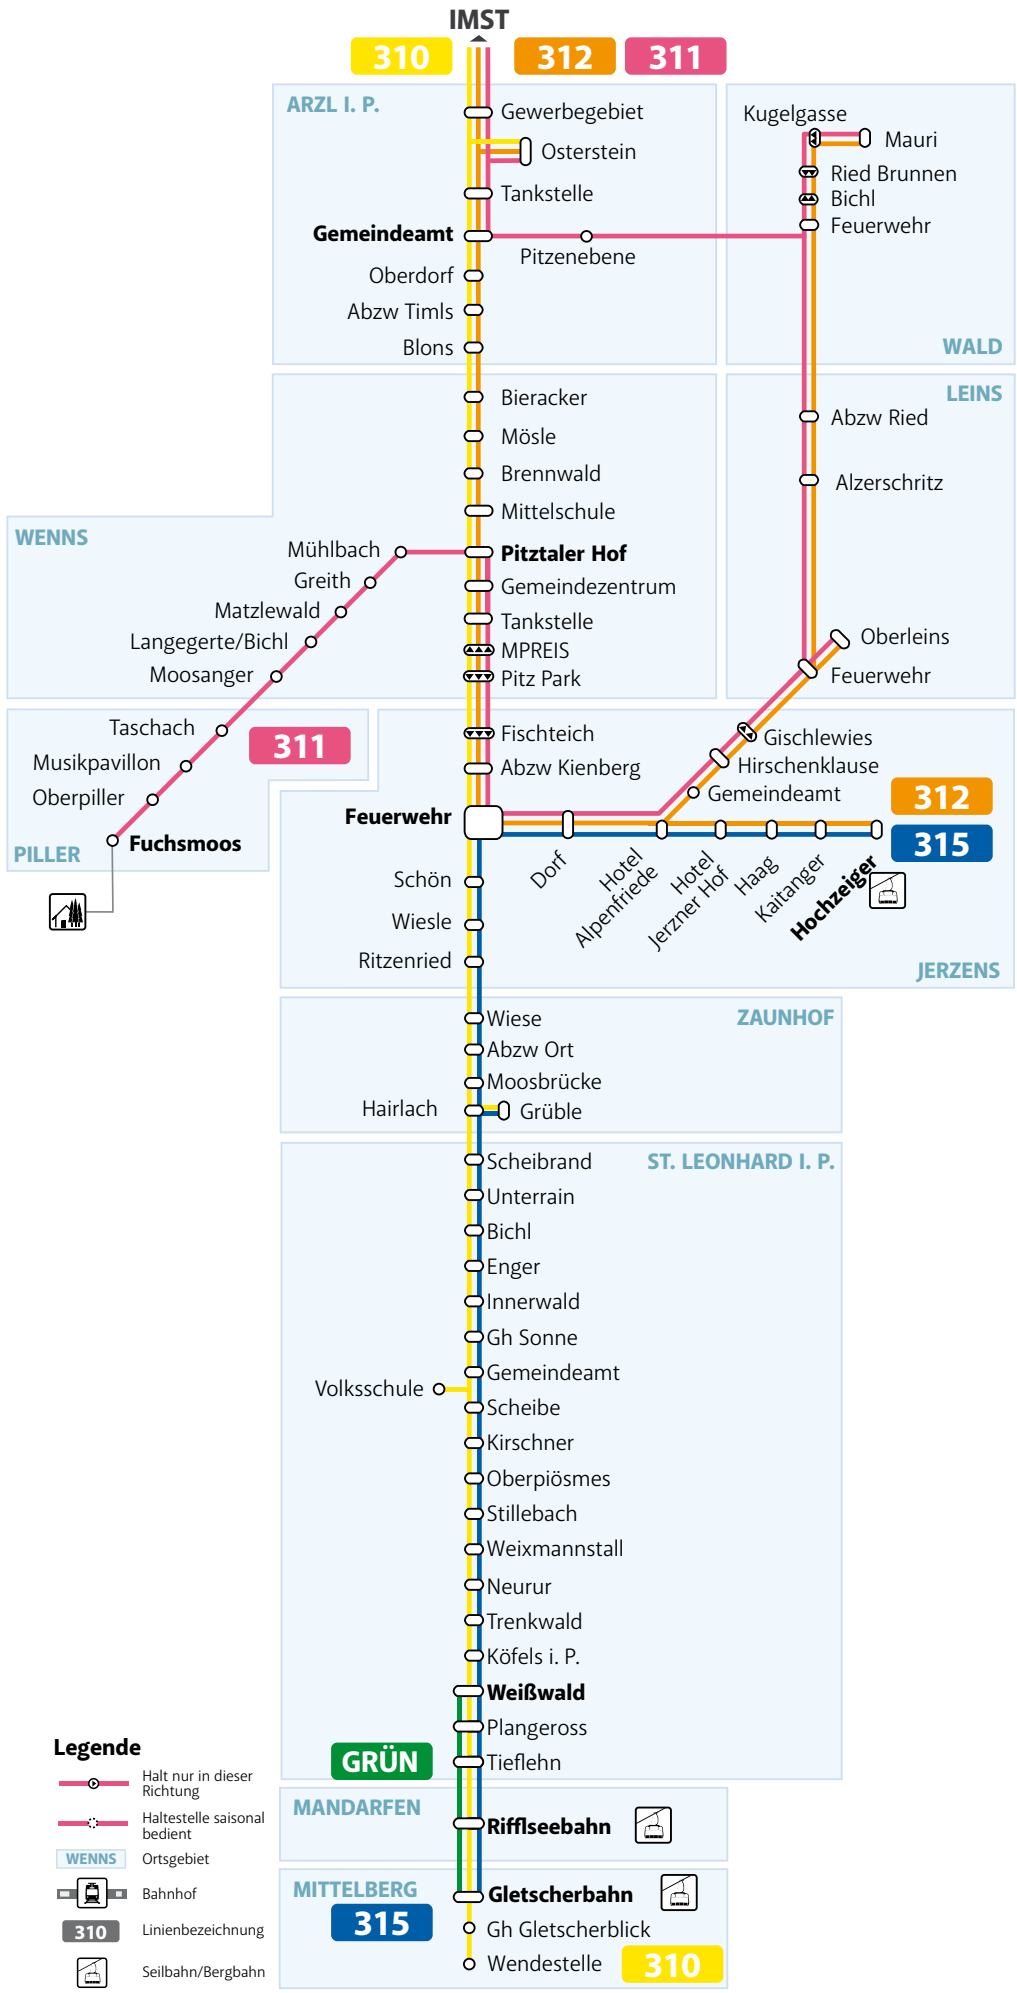 IMST
310
312
311
ARZL I. P.
Gewerbegebiet
Osterstein
Tankstelle
Gemeindeamt
Pitzenebene
Oberdorf
Abzw Timls
Blons
Kugelgasse
Mauri
Ried Brunnen
Bichl
Feuerwehr
WALD
LEINS
Abzw Ried
Alzerschritz
Oberleins
Feuerwehr
Bieracker
Mösle
Brennwald
Mittelschule
WENNS
Mühlbach
Pitztaler Hof
Greith
Gemeindezentrum
Matzlewald
Tankstelle
Langegerte/Bichl
MPREIS
Moosanger
Pitz Park
Taschach
311
Musikpavillon
Oberpiller
Fuchsmoos
PILLER
Fischteich
Abzw Kienberg
Feuerwehr
Gischlewies
Hirschenklause
Gemeindeamt
312
315
Dorf
Hotel
Alpenfriede
Hotel
Jerzner Hof
Haag
Kaitanger
Hochzeiger
Schön
Wiesle
Ritzenried
JERZENS
Wiese
ZAUNHOF
Abzw Ort
Moosbrücke
Hairlach
Grüble
Scheibrand
ST. LEONHARD I. P.
Unterrain
Bichl
Enger
Innerwald
Gh Sonne
Gemeindeamt
Volksschule
Scheibe
Kirschner
Oberpiösmes
Stillebach
Weixmannstall
Neurur
Trenkwald
Köfels i. P.
Weißwald
Plangeross
GRÜN
Tieflehn
MANDARFEN
Rifflseebahn
MITTELBERG
Gletscherbahn
315
Gh Gletscherblick
Wendestelle
310
Legende
Halt nur in dieser
Richtung
Haltestelle saisonal
bedient
WENNS
Ortsgebiet
Bahnhof
310
Linienbezeichnung
Seilbahn/Bergbahn